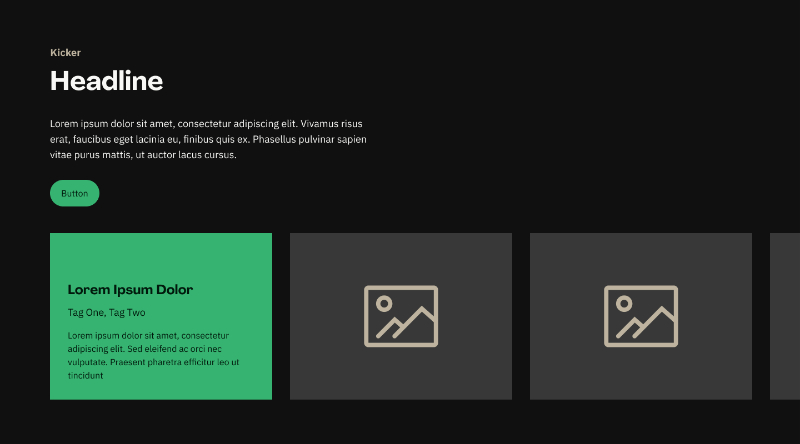 Kicker
Headline
Lorem ipsum dolor sit amet, consectetur adipiscing elit. Vivamus risus
erat, faucibus eget lacinia eu, finibus quis ex. Phasellus pulvinar sapien
vitae purus mattis, ut auctor lacus cursus.
Button
Lorem Ipsum Dolor
Tag One, Tag Two
Lorem ipsum dolor sit amet, consectetur
adipiscing elit. Sed eleifend ac orci nec
vulputate. Praesent pharetra efficitur leo ut
tincidunt